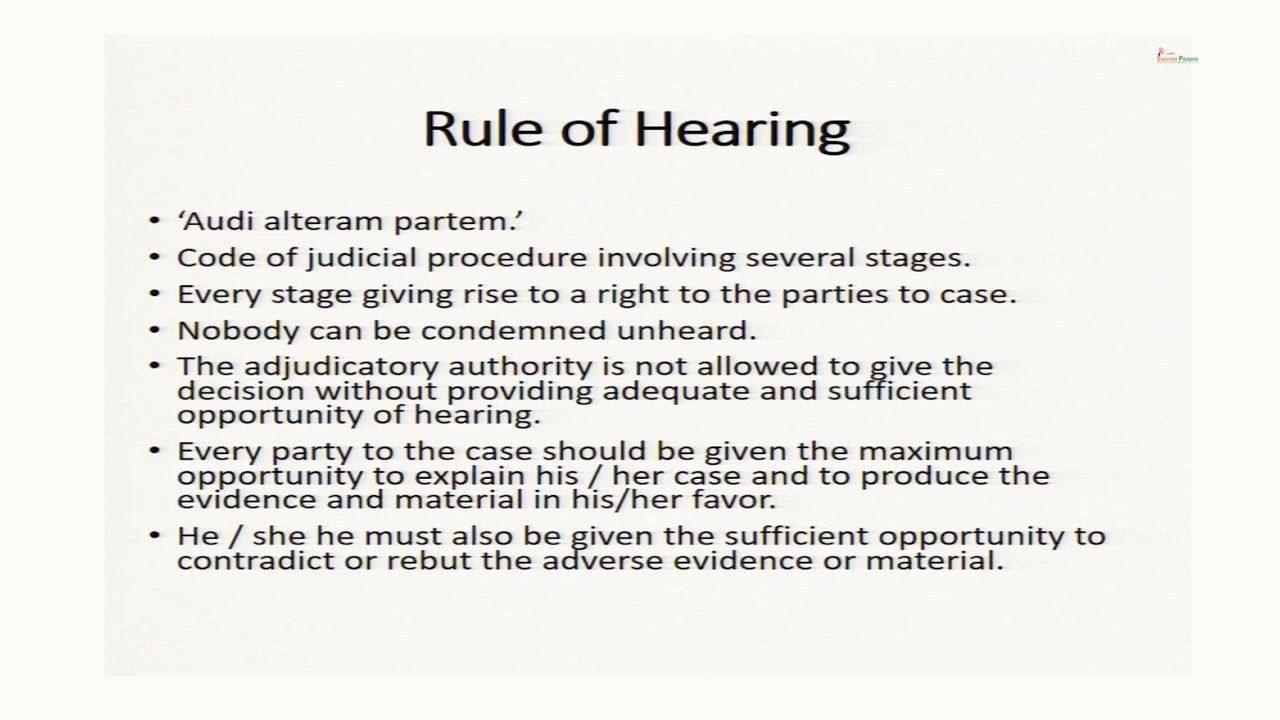 SWAYAM PRABHA
Rule of Hearing
• ‘Audi alteram partem.’
• Code of judicial procedure involving several stages.
• Every stage giving rise to a right to the parties to case.
• Nobody can be condemned unheard.
• The adjudicatory authority is not allowed to give the
decision without providing adequate and sufficient
opportunity of hearing.
• Every party to the case should be given the maximum
opportunity to explain his / her case and to produce the
evidence and material in his/her favor.
• He / she he must also be given the sufficient opportunity to
contradict or rebut the adverse evidence or material.